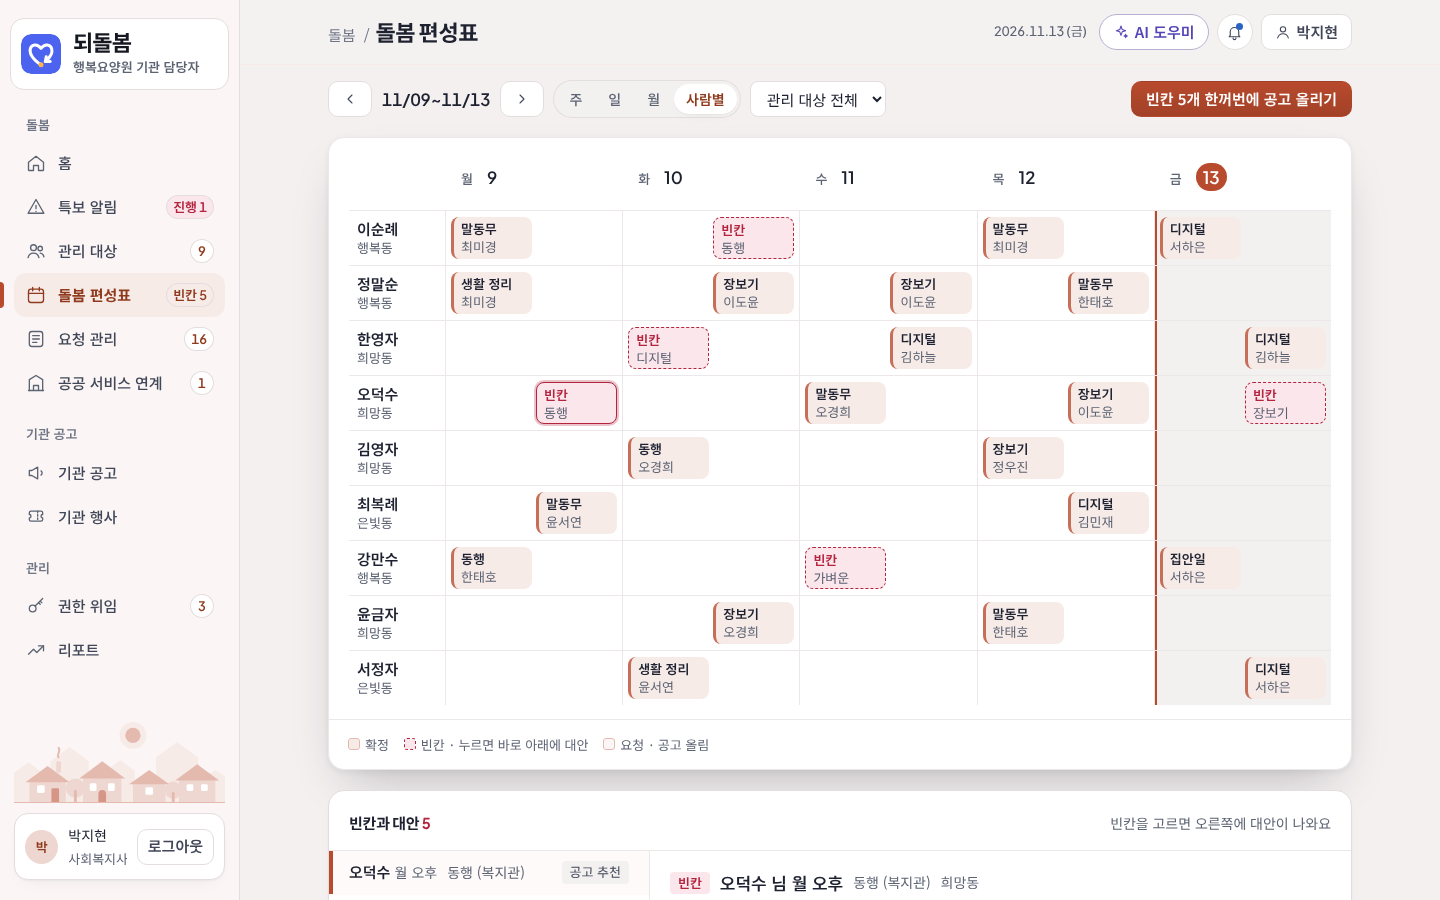 되돌봄
행복요양원 기관 담당자
돌봄
홈
특보 알림 진행 1
관리 대상 9
돌봄 편성표 빈칸 5
요청 관리 16
공공 서비스 연계 1
기관 공고
기관 공고
기관 행사
관리
권한 위임 3
리포트
박 박지현
사회복지사
로그아웃
돌봄 / 돌봄 편성표
2026.11.13(금) AI 도우미 박지현
11/09~11/13 주 일 월 사람별 관리 대상 전체 빈칸 5개 한꺼번에 공고 올리기
월 9 화 10 수 11 목 12 금 13
이순례 말동무 빈칸 말동무 디지털
행복동 최미경 동행 최미경 서하은
정말순 생활 정리 장보기 장보기 말동무
행복동 최미경 이도윤 이도윤 한태호
한영자 빈칸 디지털 디지털
희망동 디지털 김하늘 김하늘
오덕수 빈칸 말동무 장보기 빈칸
희망동 동행 오경희 이도윤 장보기
김영자 동행 장보기
희망동 오경희 정우진
최복례 말동무 디지털
은빛동 윤서연 김민재
강만수 동행 빈칸 집안일
행복동 한태호 가벼운 서하은
윤금자 장보기 말동무
희망동 오경희 한태호
서정자 생활 정리 디지털
은빛동 윤서연 서하은
확정 빈칸 · 누르면 바로 아래에 대안 요청 · 공고 올림
빈칸과 대안 5 빈칸을 고르면 오른쪽에 대안이 나와요
오덕수 월 오후 동행 (복지관) 공고 추천
빈칸 오덕수 님 월 오후 동행 (복지관) 희망동